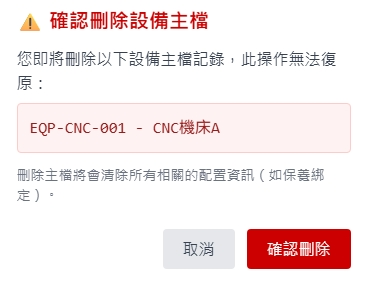 ⚠️ 確認刪除設備主檔
您即將刪除以下設備主檔記錄，此操作無法復
原：
EQP-CNC-001 - CNC機床A
刪除主檔將會清除所有相關的配置資訊（如保養綁
定）。
取消 確認刪除